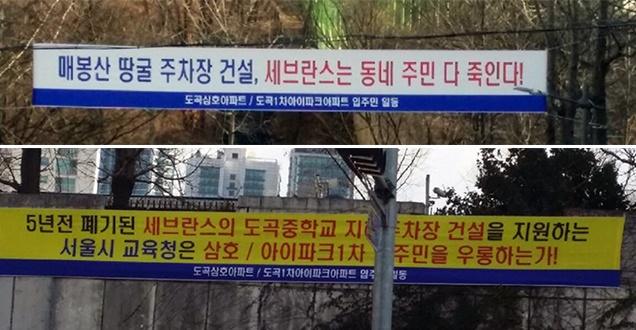 매봉산 땅굴 주차장 건설, 세브란스는 동네 주민 다 죽인다!
도곡삼호아파트 / 도곡1차아이파크아파트 입주민 일동
5년전 폐기된 세브란스의 도곡중학교 지하주차장 건설을 지원하는
서울시 교육청은 삼호 / 아이파크1차 주민을 우롱하는가!
도곡삼호아파트 / 도곡1차아이파크아파트 입주민 일동